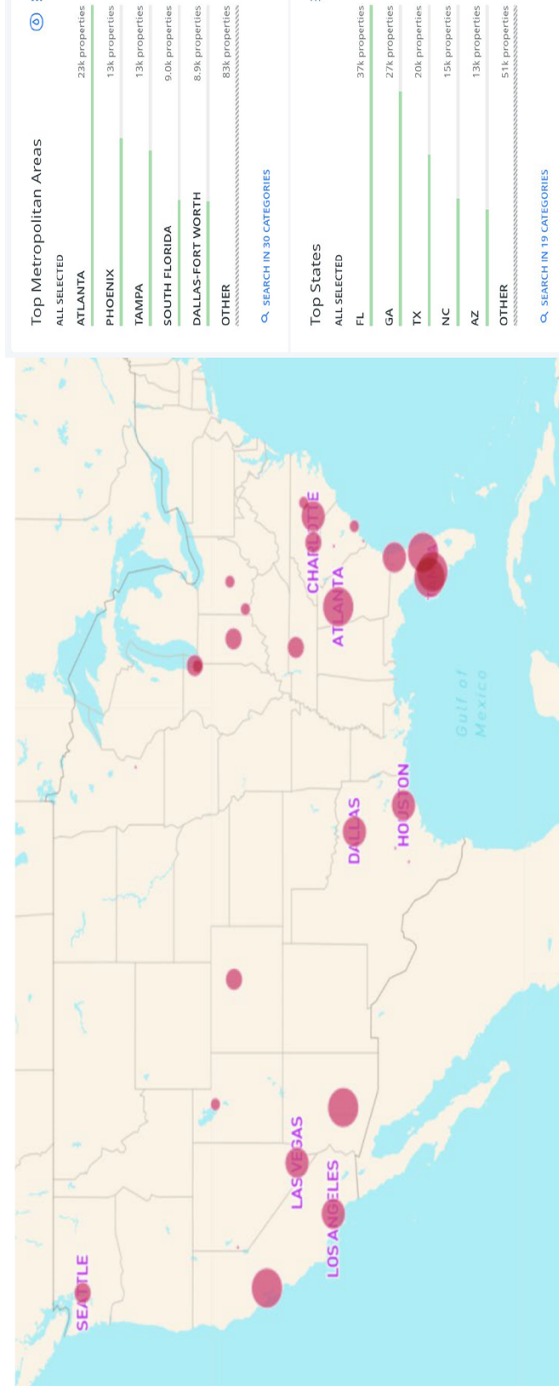 SEATTLE
LAS VEGAS
LOS ANGELES
DALLAS
HOUSTON
ATLANTA
CHARLOTTE
Gulf of
Mexico
Top Metropolitan Areas
ALL SELECTED
ATLANTA 23k properties
PHOENIX 13k properties
TAMPA 13k properties
SOUTH FLORIDA 9.0k properties
DALLAS-FORT WORTH 8.9k properties
OTHER 83k properties
SEARCH IN 30 CATEGORIES
Top States
ALL SELECTED
FL 37k properties
GA 27k properties
TX 20k properties
NC 15k properties
AZ 13k properties
OTHER 51k properties
SEARCH IN 19 CATEGORIES